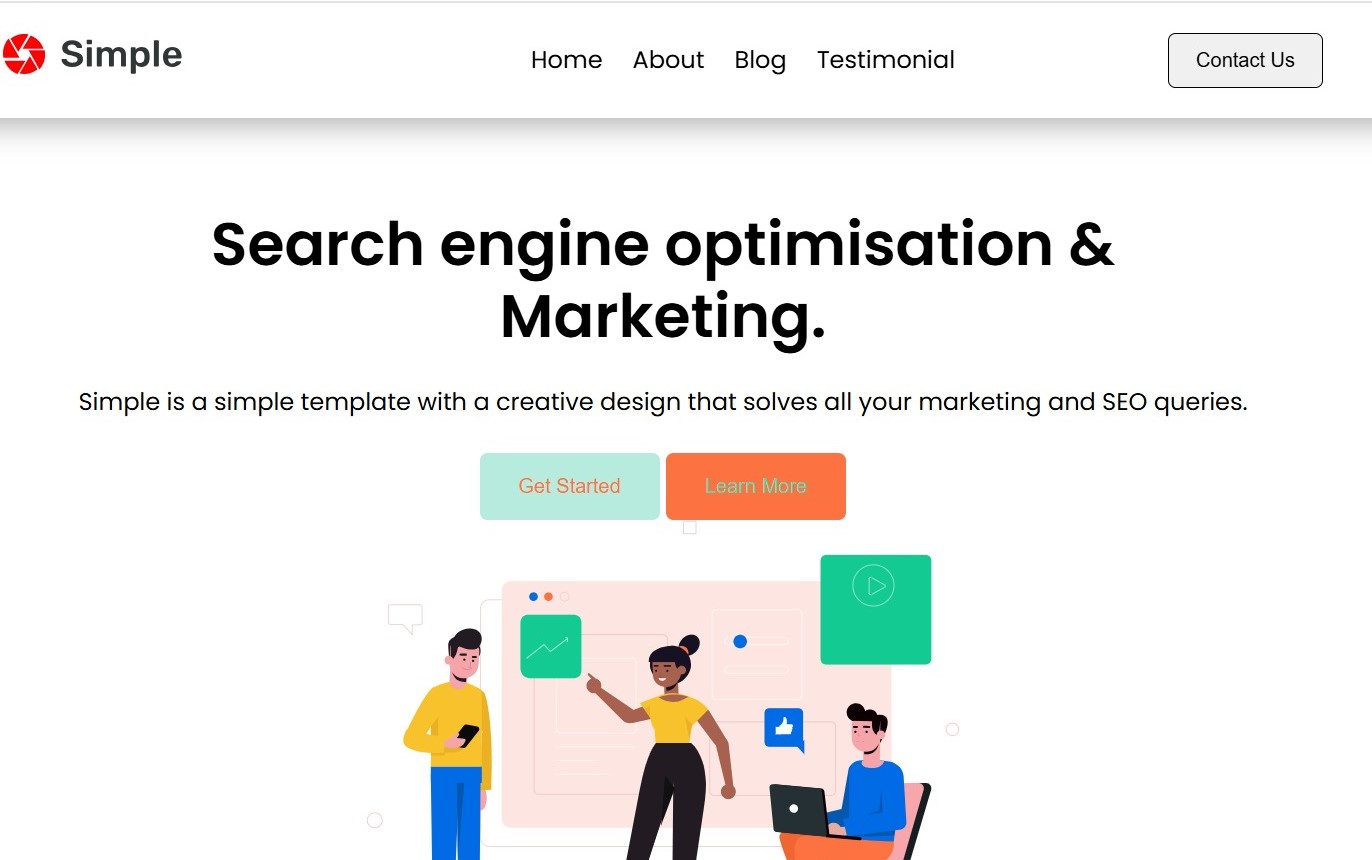 Simple
Home About Blog Testimonial
Contact Us
Search engine optimisation &
Marketing.
Simple is a simple template with a creative design that solves all your marketing and SEO queries.
Get Started Learn More